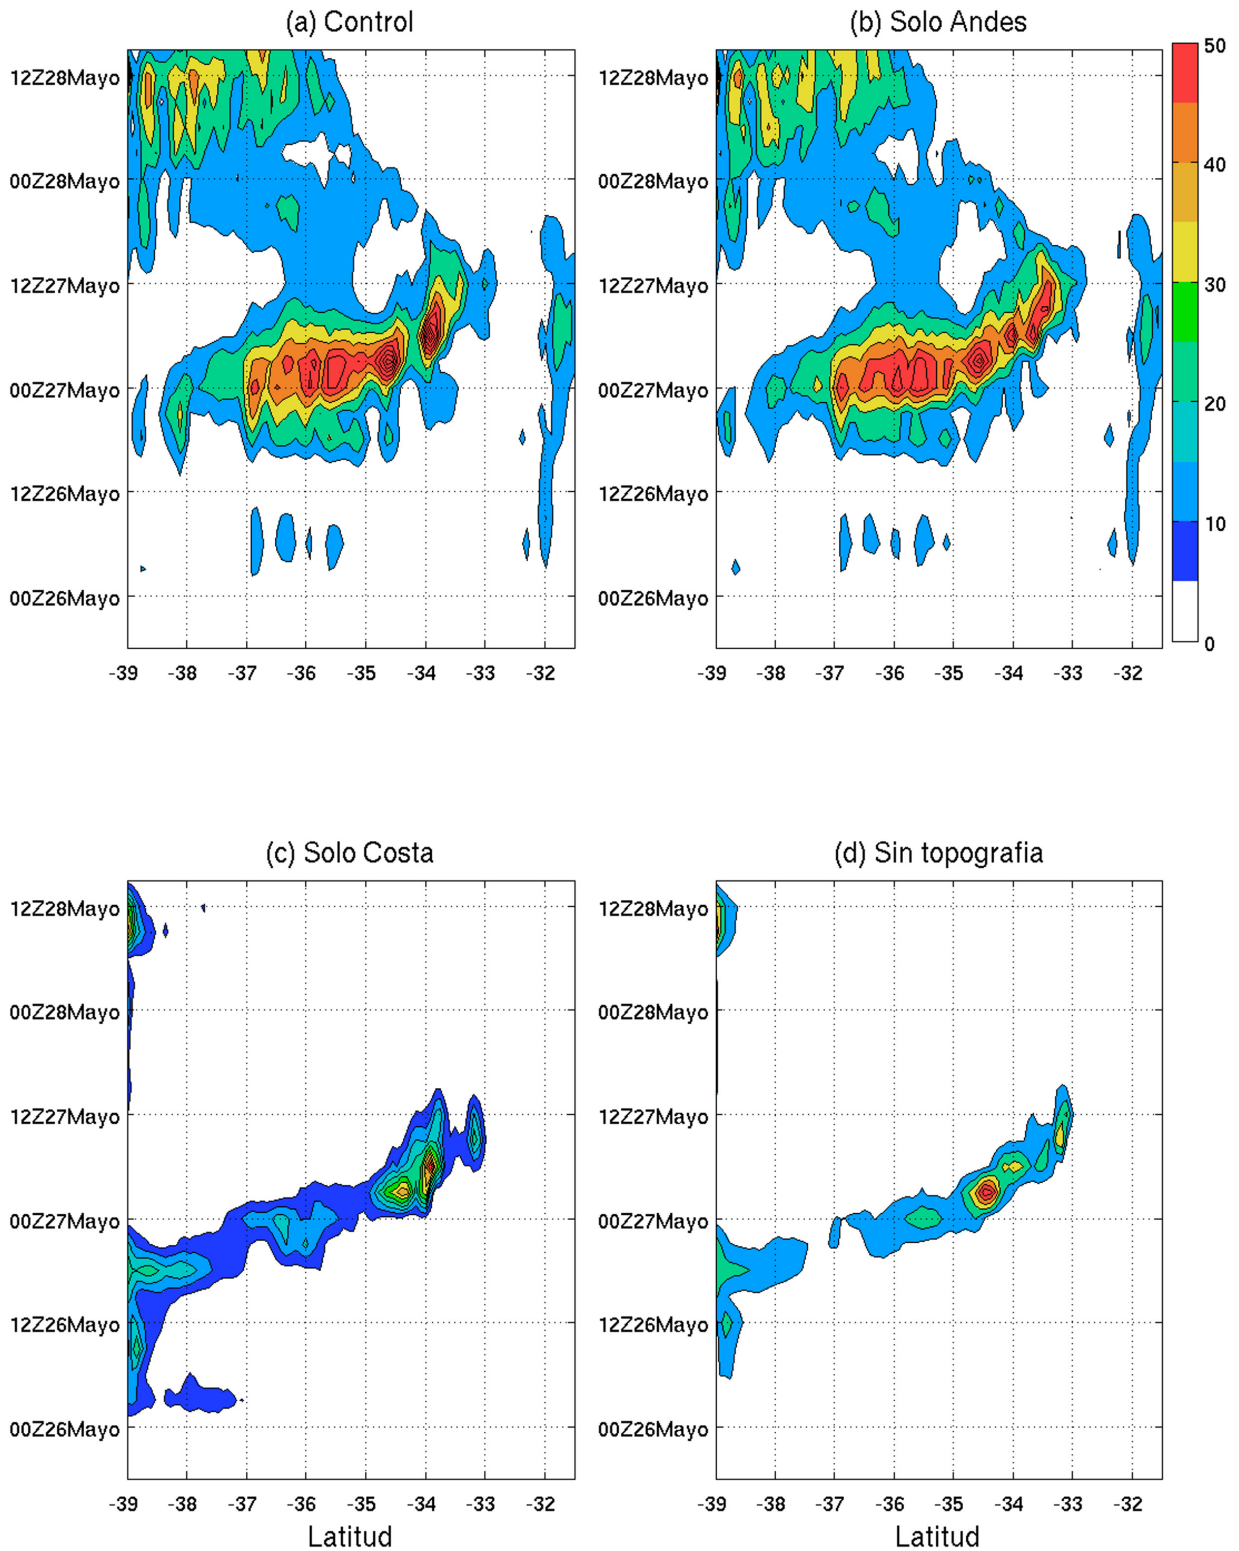 (a) Control
(b) Solo Andes
12Z28Mayo
00Z28Mayo
12Z27Mayo
00Z27Mayo
12Z26Mayo
00Z26Mayo
-39 -38 -37 -36 -35 -34 -33 -32
12Z28Mayo
00Z28Mayo
12Z27Mayo
00Z27Mayo
12Z26Mayo
00Z26Mayo
-39 -38 -37 -36 -35 -34 -33 -32
50
40
30
20
10
0
(c) Solo Costa
(d) Sin topografia
12Z28Mayo
00Z28Mayo
12Z27Mayo
00Z27Mayo
12Z26Mayo
00Z26Mayo
-39 -38 -37 -36 -35 -34 -33 -32
Latitud
12Z28Mayo
00Z28Mayo
12Z27Mayo
00Z27Mayo
12Z26Mayo
00Z26Mayo
-39 -38 -37 -36 -35 -34 -33 -32
Latitud